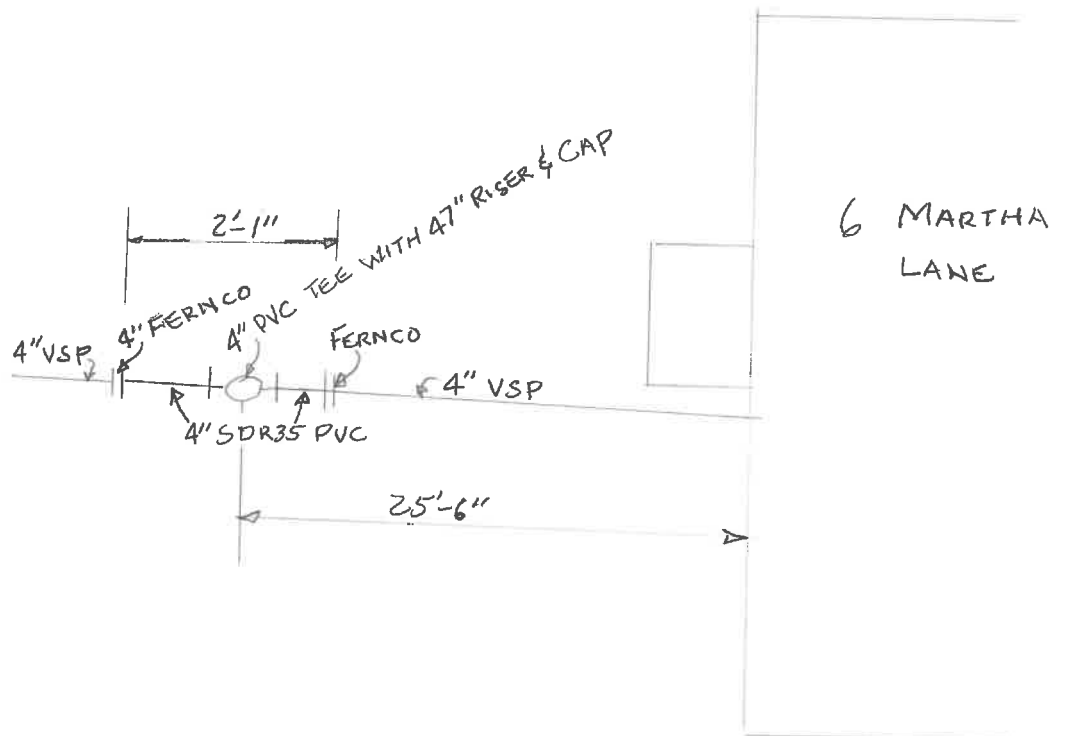 4" PVC TEE WITH 47" RISER & CAP
2'-1"
6 MARTHA
LANE
4" FERNCO
FERNCO
4" VSP
4" VSP
4" SDR35 PVC
25'-6"